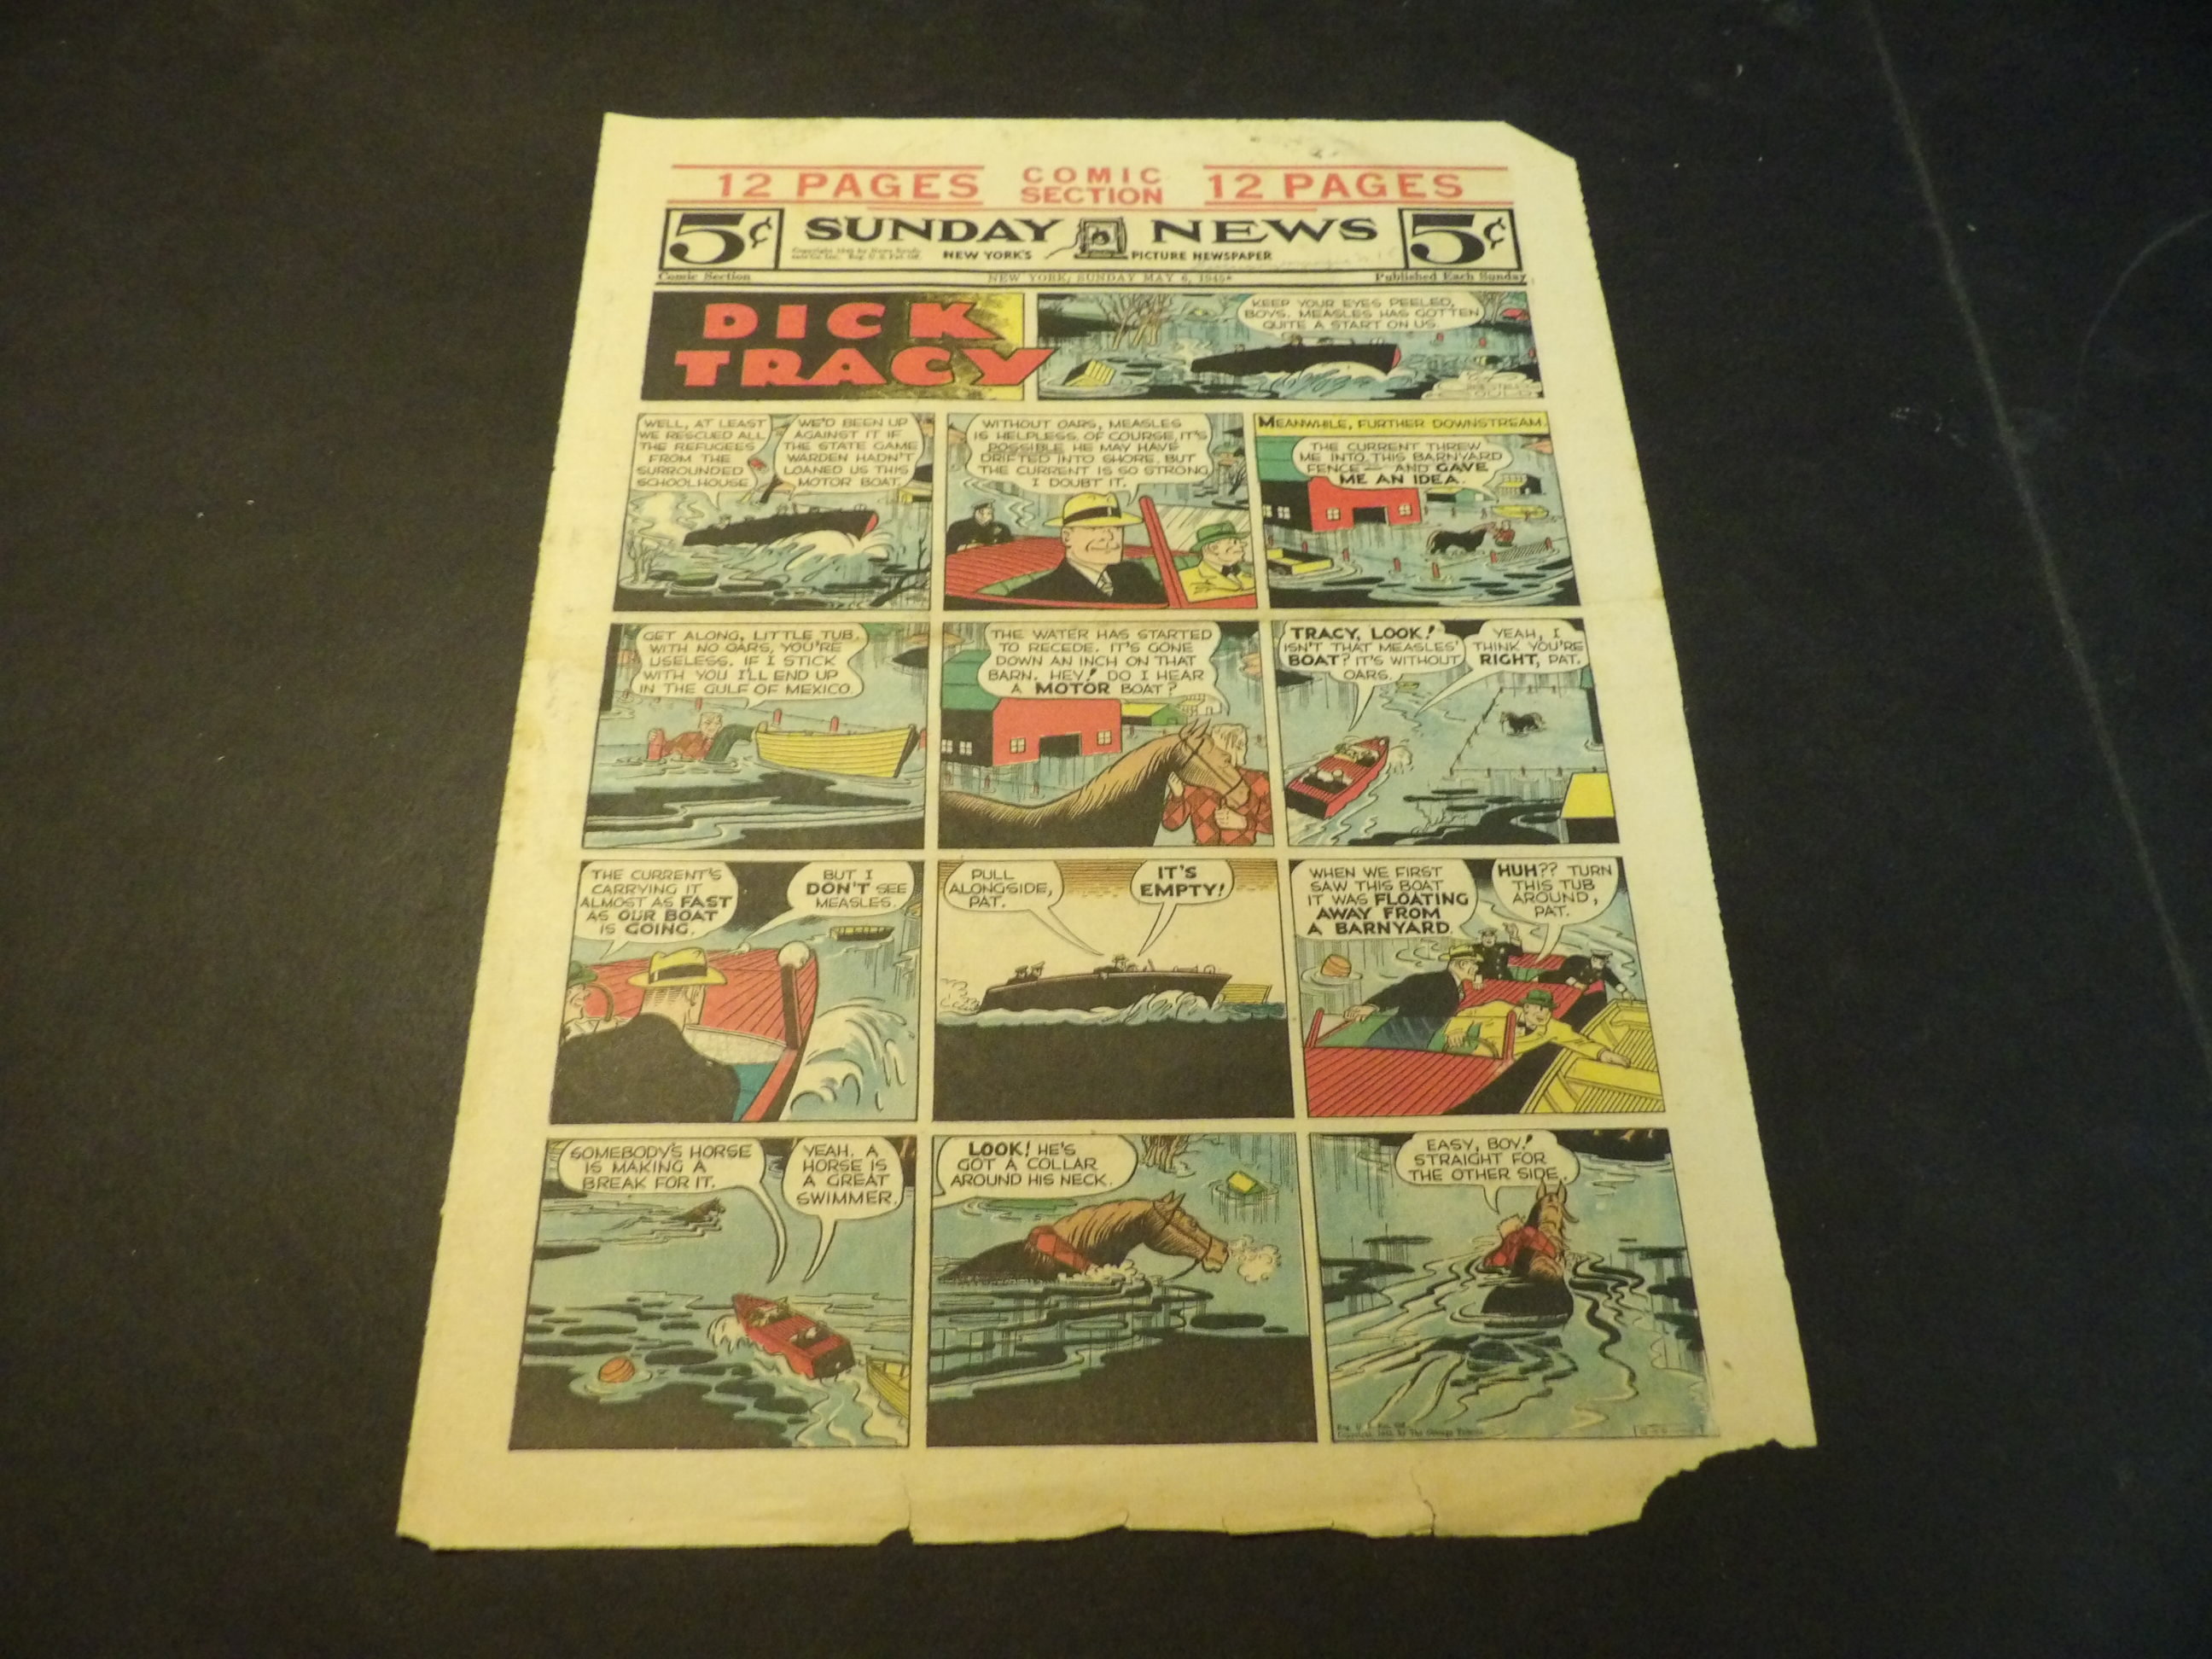 12 PAGES COMIC SECTION 12 PAGES
5¢ SUNDAY NEWS 5¢
NEW YORK'S PICTURE NEWSPAPER
Comic Section NEW YORK, SUNDAY MAY 6, 1945* Published Each Sunday
DICK
TRACY
KEEP YOUR EYES PEELED,
BOYS. MEASLES HAS GOTTEN
QUITE A START ON US.
WELL, AT LEAST
WE RESCUED ALL
THE REFUGEES
FROM THE
SURROUNDED
SCHOOLHOUSE
WE'D BEEN UP
AGAINST IT IF
THE STATE GAME
WARDEN HADN'T
LOANED US THIS
MOTOR BOAT.
WITHOUT OARS, MEASLES
IS HELPLESS. OF COURSE, IT'S
POSSIBLE HE MAY HAVE
DRIFTED INTO SHORE, BUT
THE CURRENT IS SO STRONG
I DOUBT IT.
MEANWHILE, FURTHER DOWNSTREAM.
THE CURRENT THREW
ME INTO THIS BARNYARD
FENCE — AND GAVE
ME AN IDEA.
GET ALONG, LITTLE TUB.
WITH NO OARS, YOU'RE
USELESS. IF I STICK
WITH YOU I'LL END UP
IN THE GULF OF MEXICO.
THE WATER HAS STARTED
TO RECEDE. IT'S GONE
DOWN AN INCH ON THAT
BARN. HEY! DO I HEAR
A MOTOR BOAT?
TRACY, LOOK!
ISN'T THAT MEASLES'
BOAT? IT'S WITHOUT
OARS.
YEAH, I
THINK YOU'RE
RIGHT, PAT.
THE CURRENT'S
CARRYING IT
ALMOST AS FAST
AS OUR BOAT
IS GOING.
BUT I
DON'T SEE
MEASLES.
PULL
ALONGSIDE,
PAT.
IT'S
EMPTY!
WHEN WE FIRST
SAW THIS BOAT
IT WAS FLOATING
AWAY FROM
A BARNYARD.
HUH?? TURN
THIS TUB
AROUND,
PAT.
SOMEBODY'S HORSE
IS MAKING A
BREAK FOR IT.
YEAH. A
HORSE IS
A GREAT
SWIMMER.
LOOK! HE'S
GOT A COLLAR
AROUND HIS NECK.
EASY, BOY!
STRAIGHT FOR
THE OTHER SIDE.